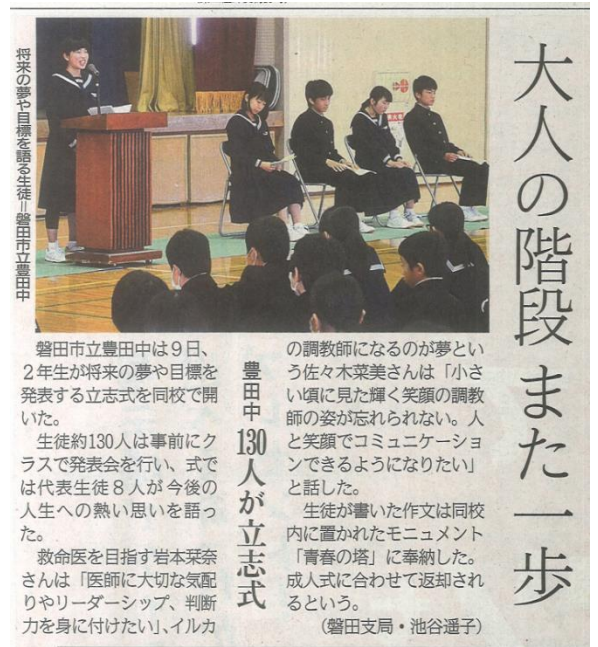 大人の階段また一歩
将来の夢や目標を語る生徒＝磐田市立豊田中
豊田中 130人が立志式
磐田市立豊田中は９日、
２年生が将来の夢や目標を
発表する立志式を同校で開
いた。
生徒約130人は事前にク
ラスで発表会を行い、式で
は代表生徒８人が今後の
人生への熱い思いを語っ
た。
救命医を目指す岩本栞奈
さんは「医師に大切な気配
りやリーダーシップ、判断
力を身に付けたい」、イルカ
の調教師になるのが夢とい
う佐々木菜美さんは「小さ
い頃に見た輝く笑顔の調教
師の姿が忘れられない。人
と笑顔でコミュニケーショ
ンできるようになりたい」
と話した。
生徒が書いた作文は同校
内に置かれたモニュメント
「青春の塔」に奉納した。
成人式に合わせて返却され
るという。
（磐田支局・池谷遥子）